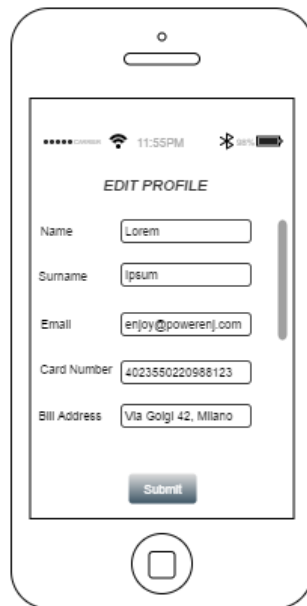 CARRIER 11:55PM 98%
EDIT PROFILE
Name Lorem
Surname Ipsum
Email enjoy@powerenj.com
Card Number 4023550220988123
Bill Address Via Golgi 42, Milano
Submit